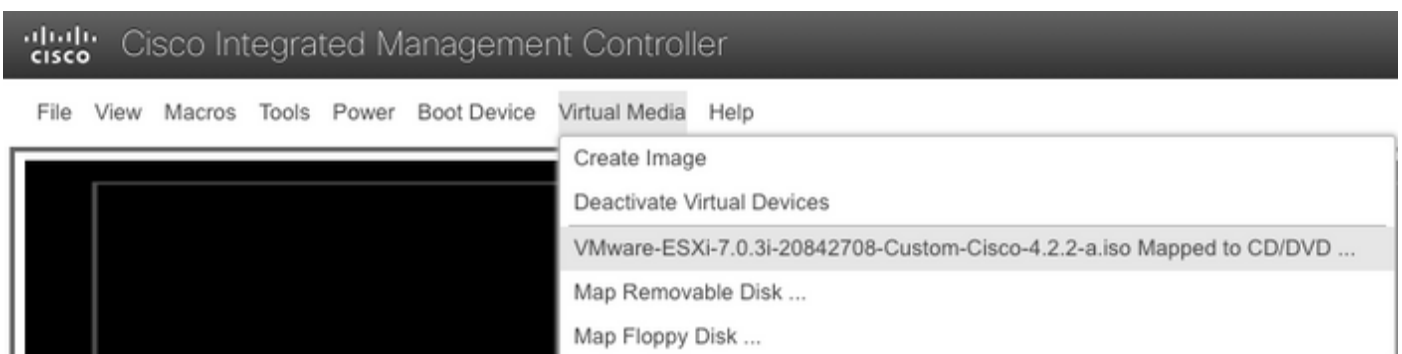 CISCO Cisco Integrated Management Controller
File View Macros Tools Power Boot Device Virtual Media Help
Create Image
Deactivate Virtual Devices
VMware-ESXi-7.0.3i-20842708-Custom-Cisco-4.2.2-a.iso Mapped to CD/DVD ...
Map Removable Disk ...
Map Floppy Disk ...